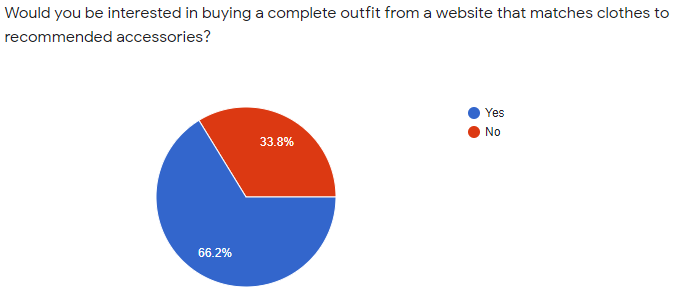 Would you be interested in buying a complete outfit from a website that matches clothes to
recommended accessories?
Yes
No
33.8%
66.2%